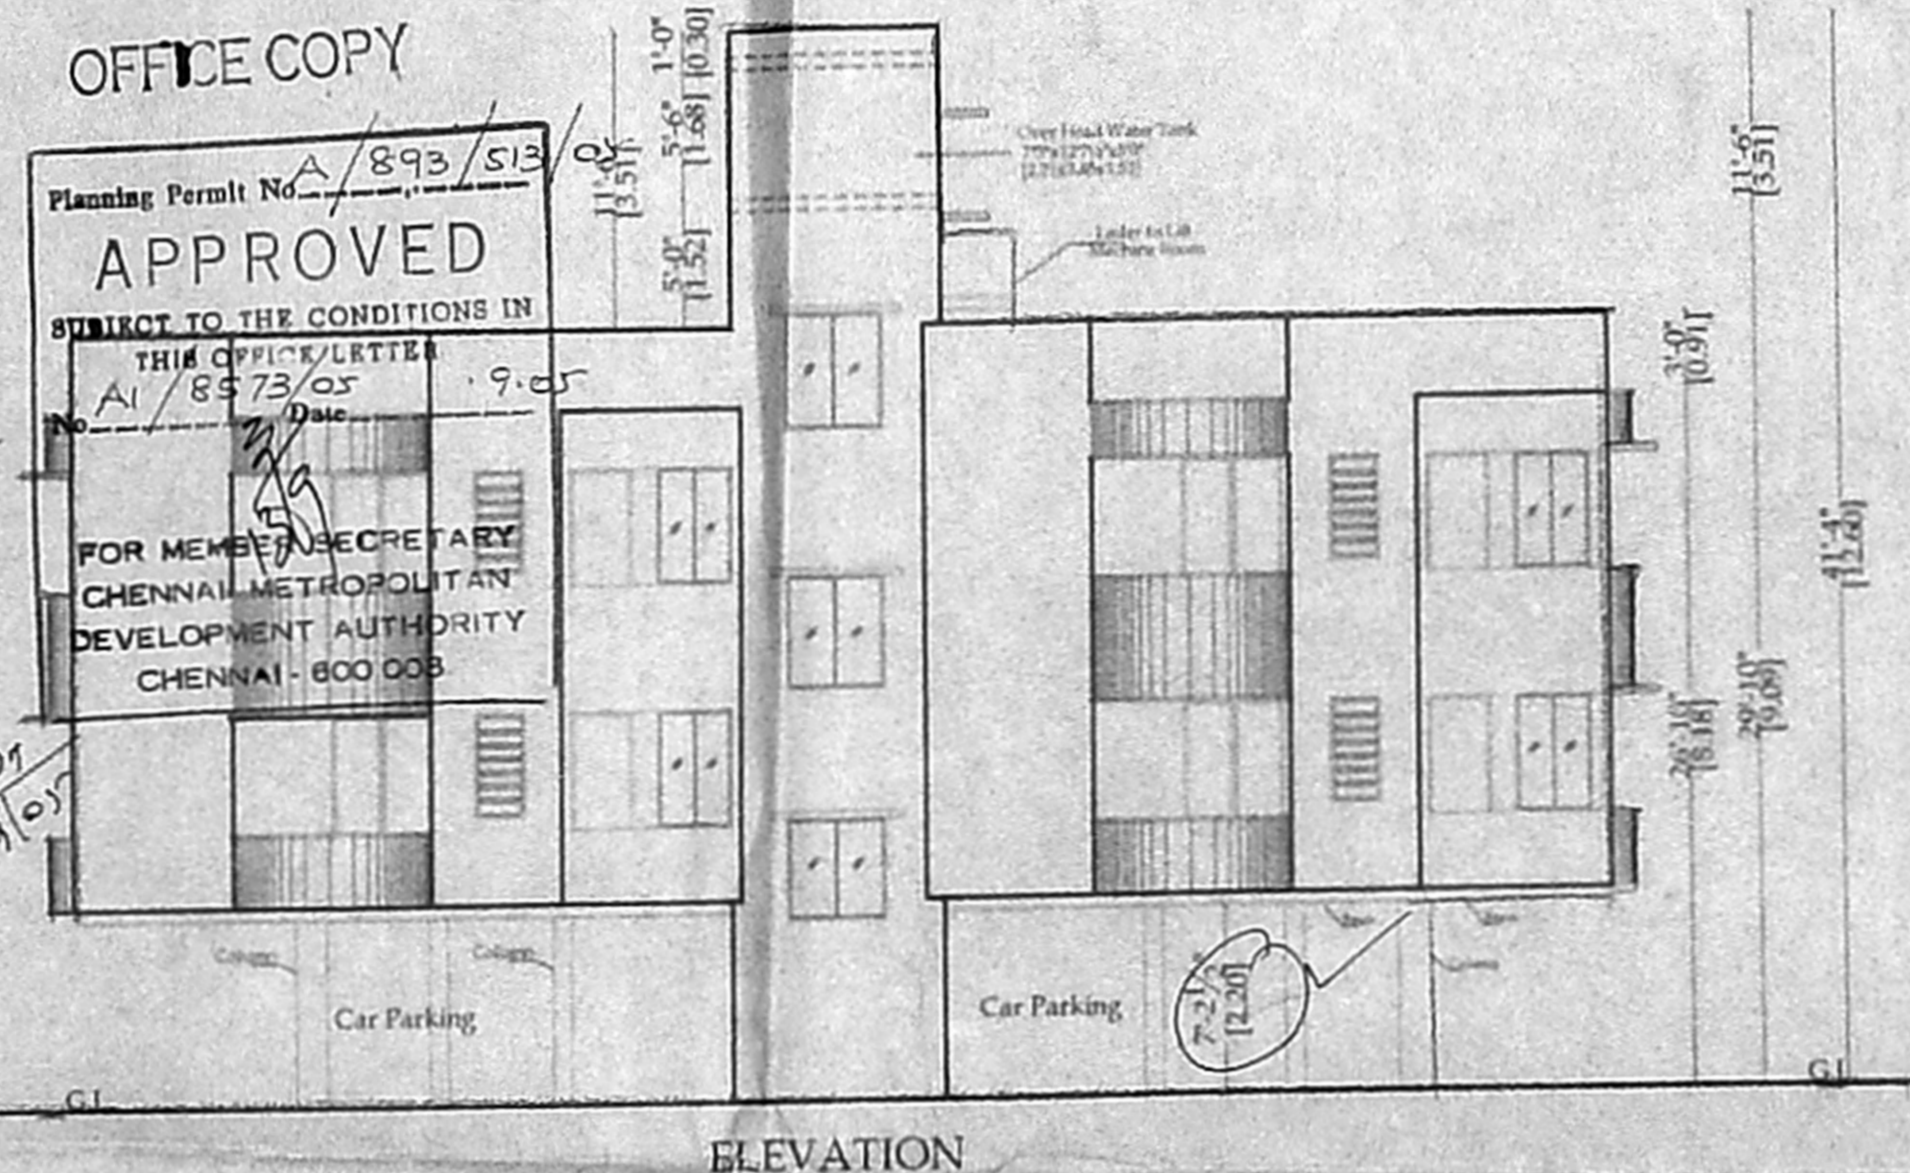 OFFICE COPY
Planning Permit No A/893/513/05
APPROVED
SUBJECT TO THE CONDITIONS IN
THIS OFFICE LETTER
No A1/8573/05 Date .9.05
FOR MEMBER SECRETARY
CHENNAI METROPOLITAN
DEVELOPMENT AUTHORITY
CHENNAI - 600 008
11'-6"
[3.51]
1'-0"
[0.30]
5'-6"
[1.68]
5'-0"
[1.52]
Over Head Water Tank
Lader to Lift
Machine Room
11'-6"
[3.51]
3'-0"
[0.91]
41'-4"
[12.60]
29'-10"
[9.09]
26'-10"
[8.18]
Column
Column
Car Parking
Car Parking
7'-2½"
[2.20]
GL
GL
ELEVATION